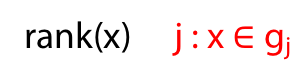 rank(x) j : x ∈ gⱼ